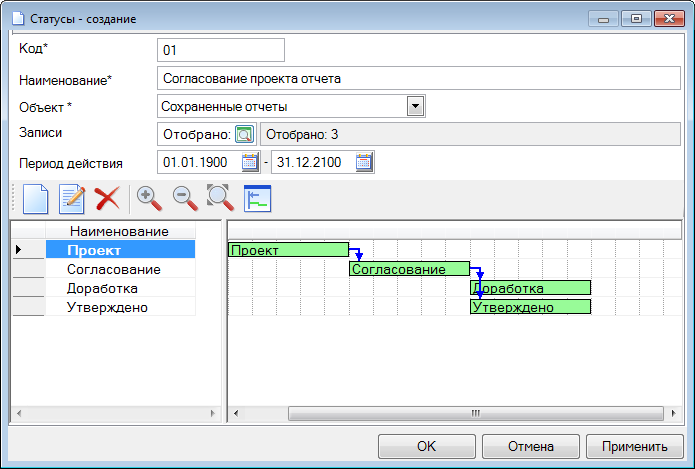 Статусы - создание
Код*
01
Наименование*
Согласование проекта отчета
Объект *
Сохраненные отчеты
Записи
Отобрано:
Отобрано: 3
Период действия
01.01.1900
-
31.12.2100
Наименование
Проект
Согласование
Доработка
Утверждено
Проект
Согласование
Доработка
Утверждено
OK
Отмена
Применить